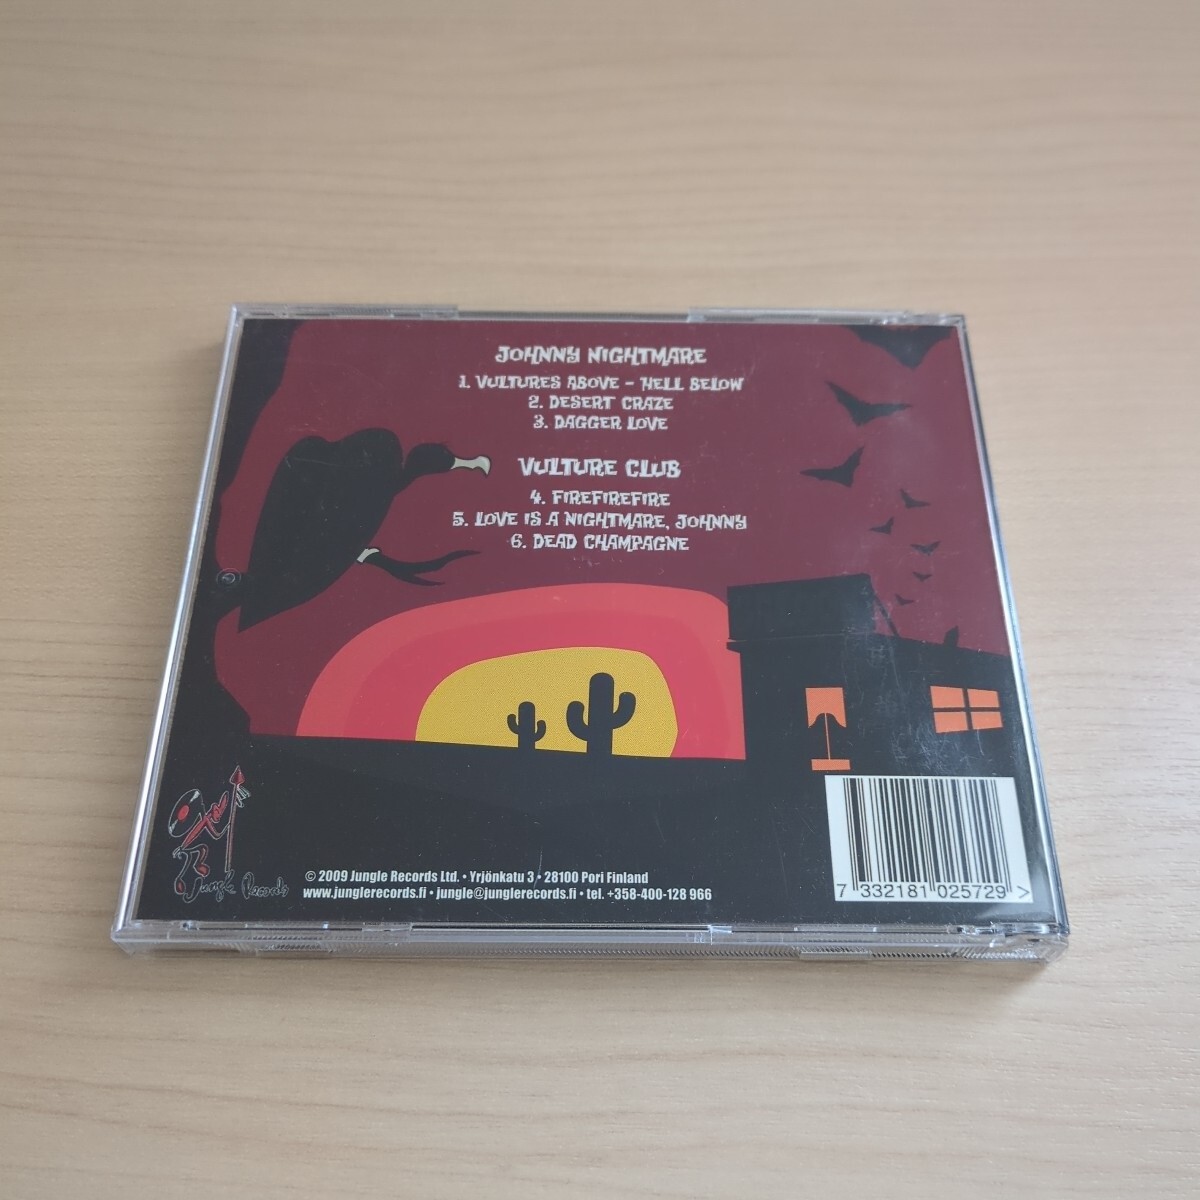 JOHNNY NIGHTMARE
1. VULTURES ABOVE - HELL BELOW
2. DESERT CRAZE
3. DAGGER LOVE
VULTURE CLUB
4. FIREFIREFIRE
5. LOVE IS A NIGHTMARE, JOHNNY
6. DEAD CHAMPAGNE
Jungle Records
© 2009 Jungle Records Ltd. • Yrjönkatu 3 • 28100 Pori Finland
www.junglerecords.fi • jungle@junglerecords.fi • tel. +358-400-128 966
7 332181 025729 >